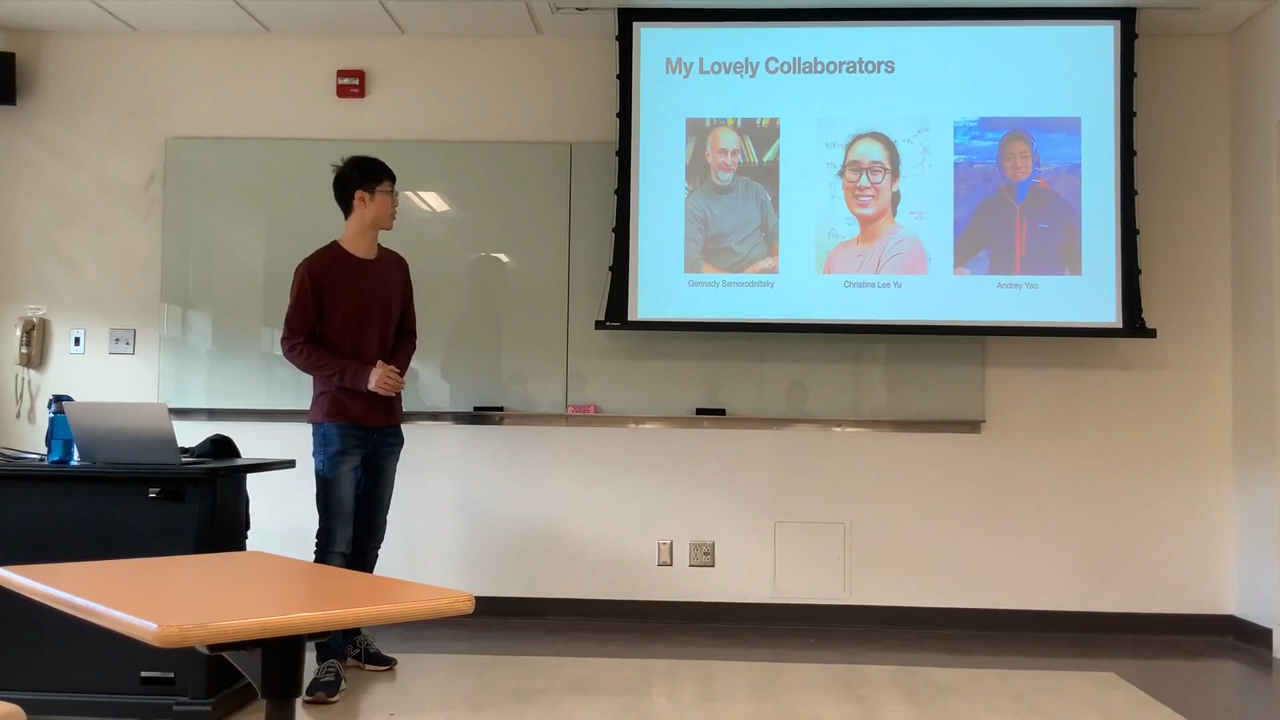 My Lovely Collaborators
Gennady Samorodnitsky
Christina Lee Yu
Andrey Yao